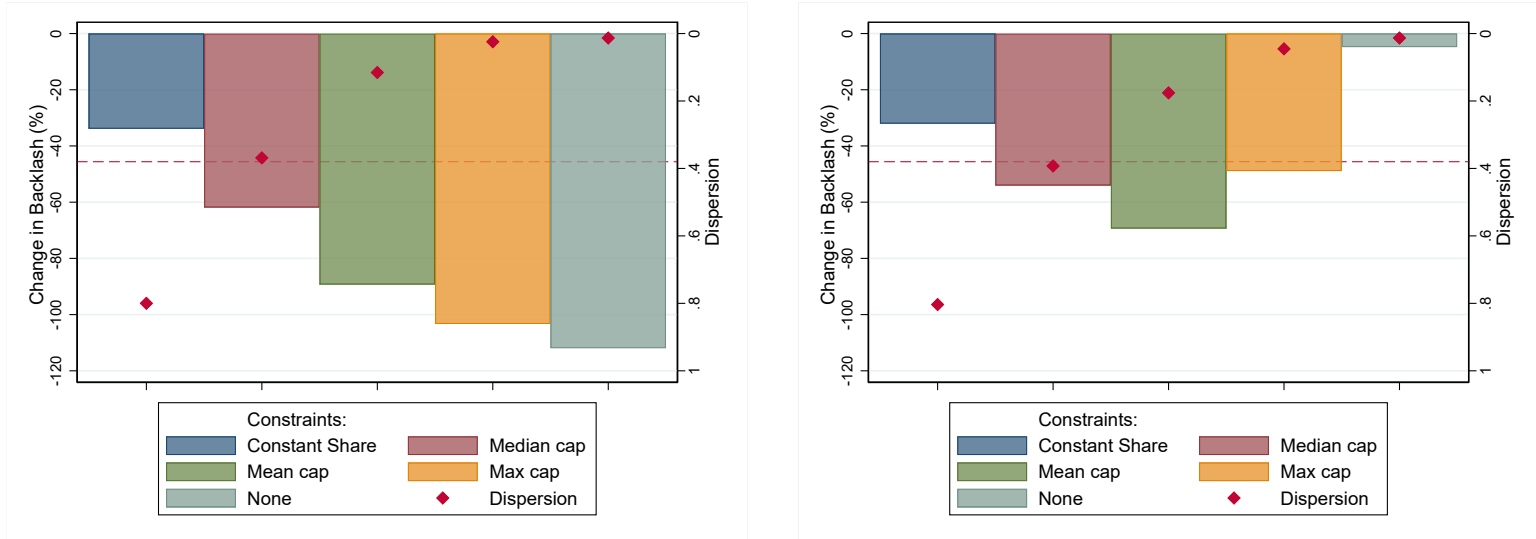 0
-20
-40
-60
-80
-100
-120
Change in Backlash (%)
0
.2
.4
.6
.8
1
Dispersion
Constraints:
Constant Share
Median cap
Mean cap
Max cap
None
Dispersion
0
-20
-40
-60
-80
-100
-120
Change in Backlash (%)
0
.2
.4
.6
.8
1
Dispersion
Constraints:
Constant Share
Median cap
Mean cap
Max cap
None
Dispersion